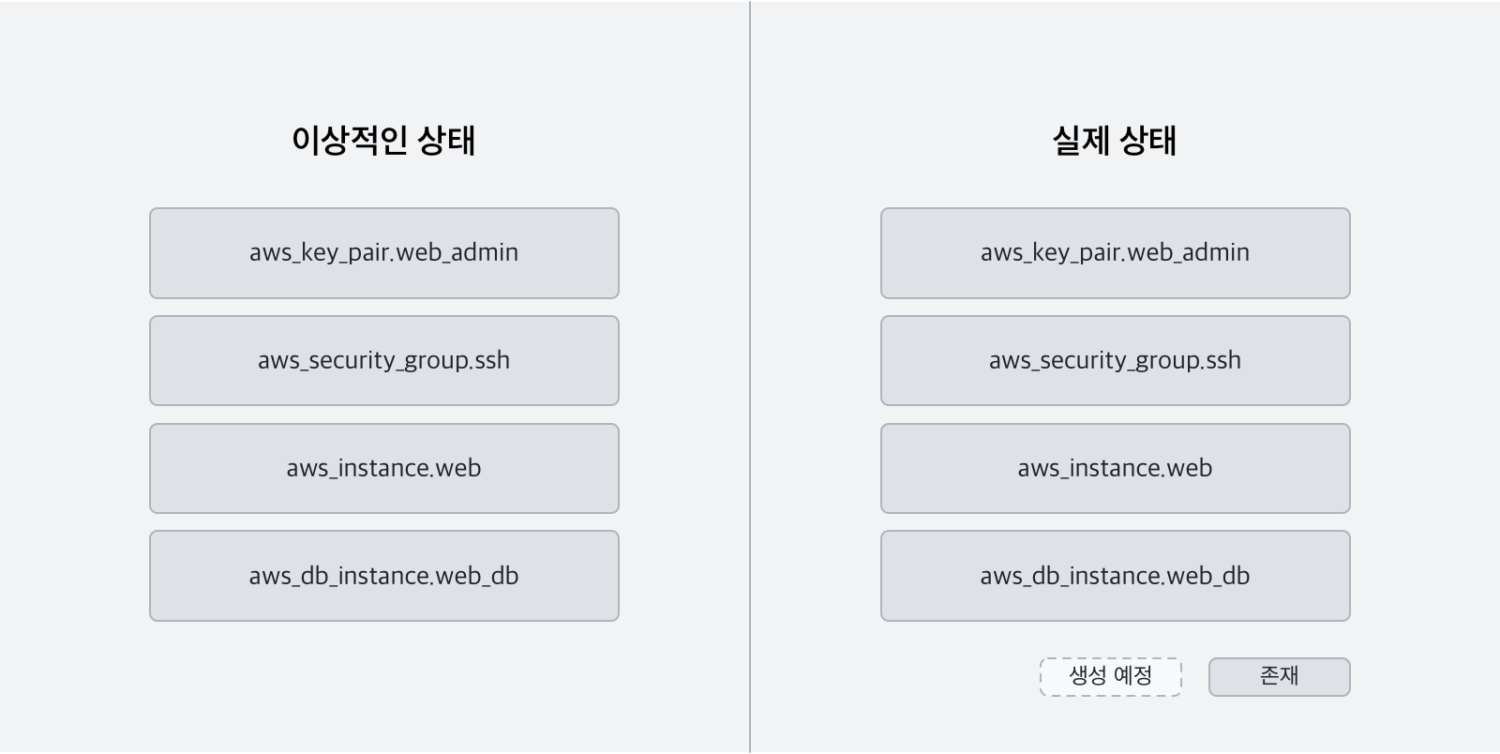 이상적인 상태
aws_key_pair.web_admin
aws_security_group.ssh
aws_instance.web
aws_db_instance.web_db
실제 상태
aws_key_pair.web_admin
aws_security_group.ssh
aws_instance.web
aws_db_instance.web_db
생성 예정
존재